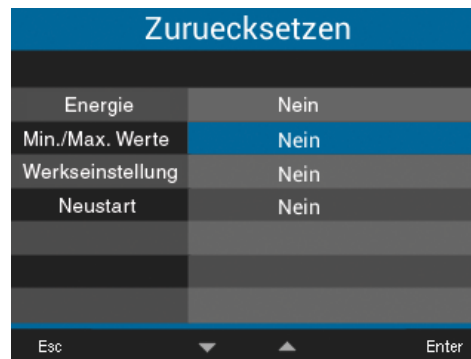 Zuruecksetzen
Energie Nein
Min./Max. Werte Nein
Werkseinstellung Nein
Neustart Nein
Esc Enter